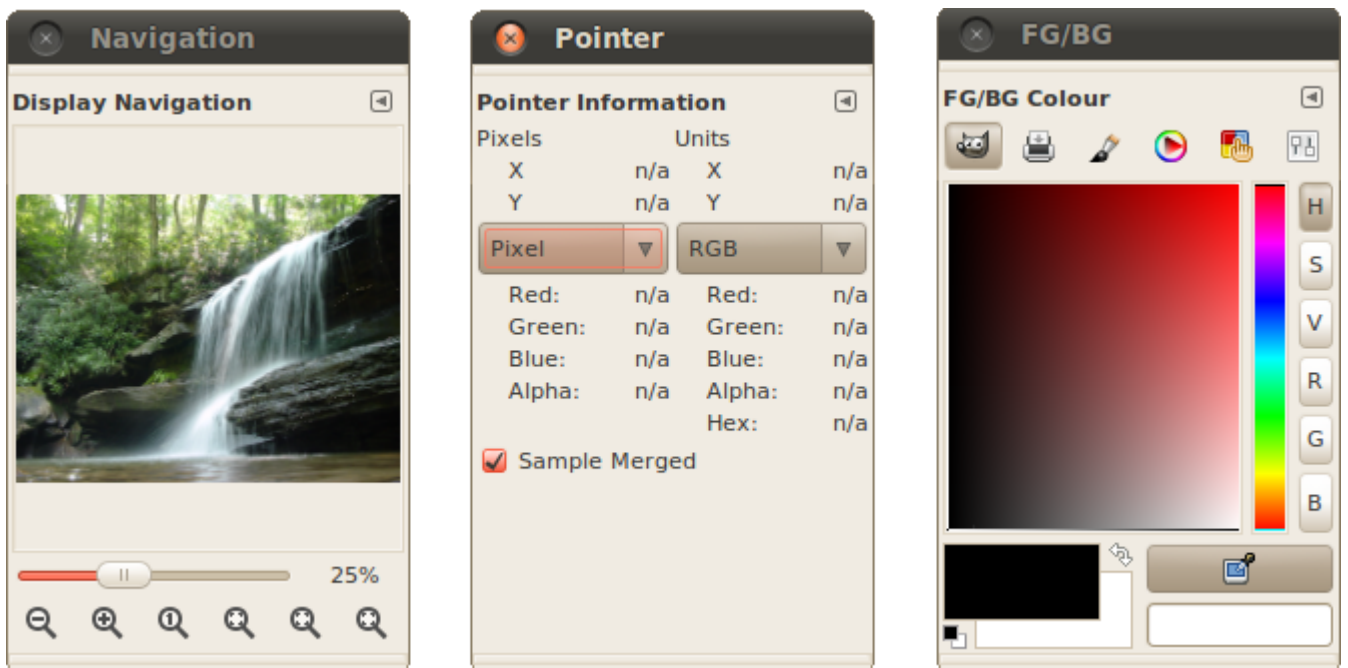 Navigation
Display Navigation
25%
Pointer
Pointer Information
Pixels Units
X n/a X n/a
Y n/a Y n/a
Pixel RGB
Red: n/a Red: n/a
Green: n/a Green: n/a
Blue: n/a Blue: n/a
Alpha: n/a Alpha: n/a
Hex: n/a
Sample Merged
FG/BG
FG/BG Colour
H
S
V
R
G
B